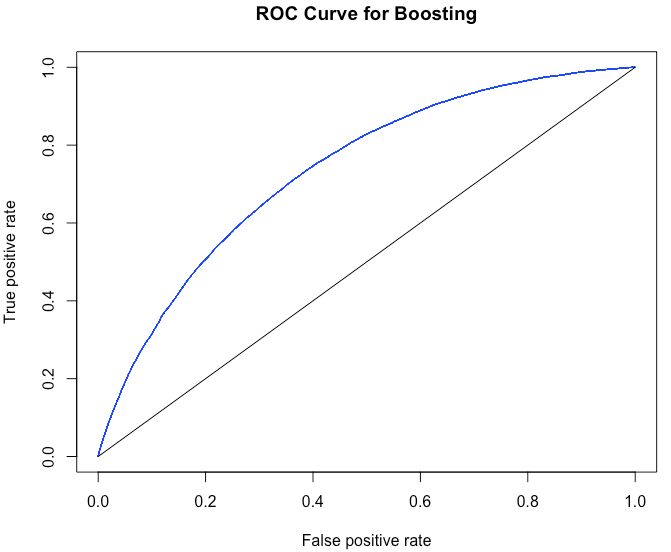 ROC Curve for Boosting
True positive rate
1.0
0.8
0.6
0.4
0.2
0.0
0.0 0.2 0.4 0.6 0.8 1.0
False positive rate